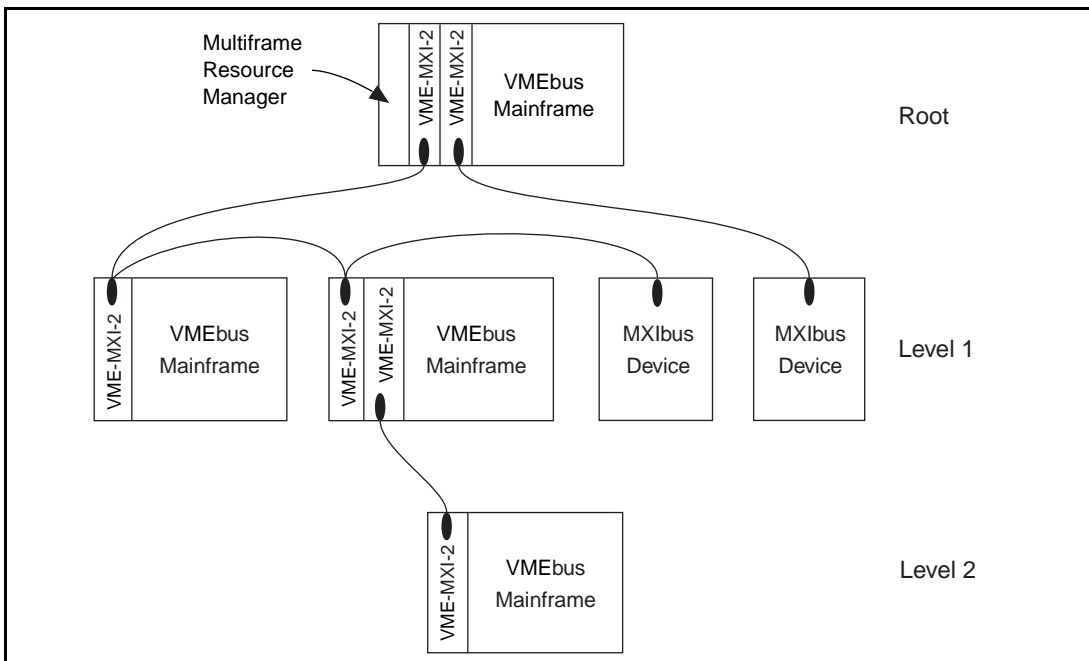 Multiframe
Resource
Manager
VME-MXI-2
VME-MXI-2
VMEbus
Mainframe
Root
VME-MXI-2
VMEbus
Mainframe
VME-MXI-2
VME-MXI-2
VMEbus
Mainframe
MXIbus
Device
MXIbus
Device
Level 1
VME-MXI-2
VMEbus
Mainframe
Level 2